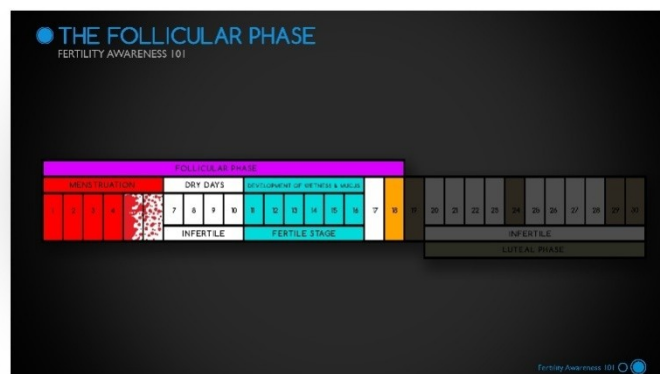 THE FOLLICULAR PHASE
FERTILITY AWARENESS 101
FOLLICULAR PHASE
MENSTRUATION DRY DAYS DEVELOPMENT OF WETNESS & MUCUS
1 2 3 4 7 8 9 10 11 12 13 14 15 16 17 18 19 20 21 22 23 24 25 26 27 28 29 30
INFERTILE FERTILE STAGE INFERTILE
LUTEAL PHASE
Fertility Awareness 101